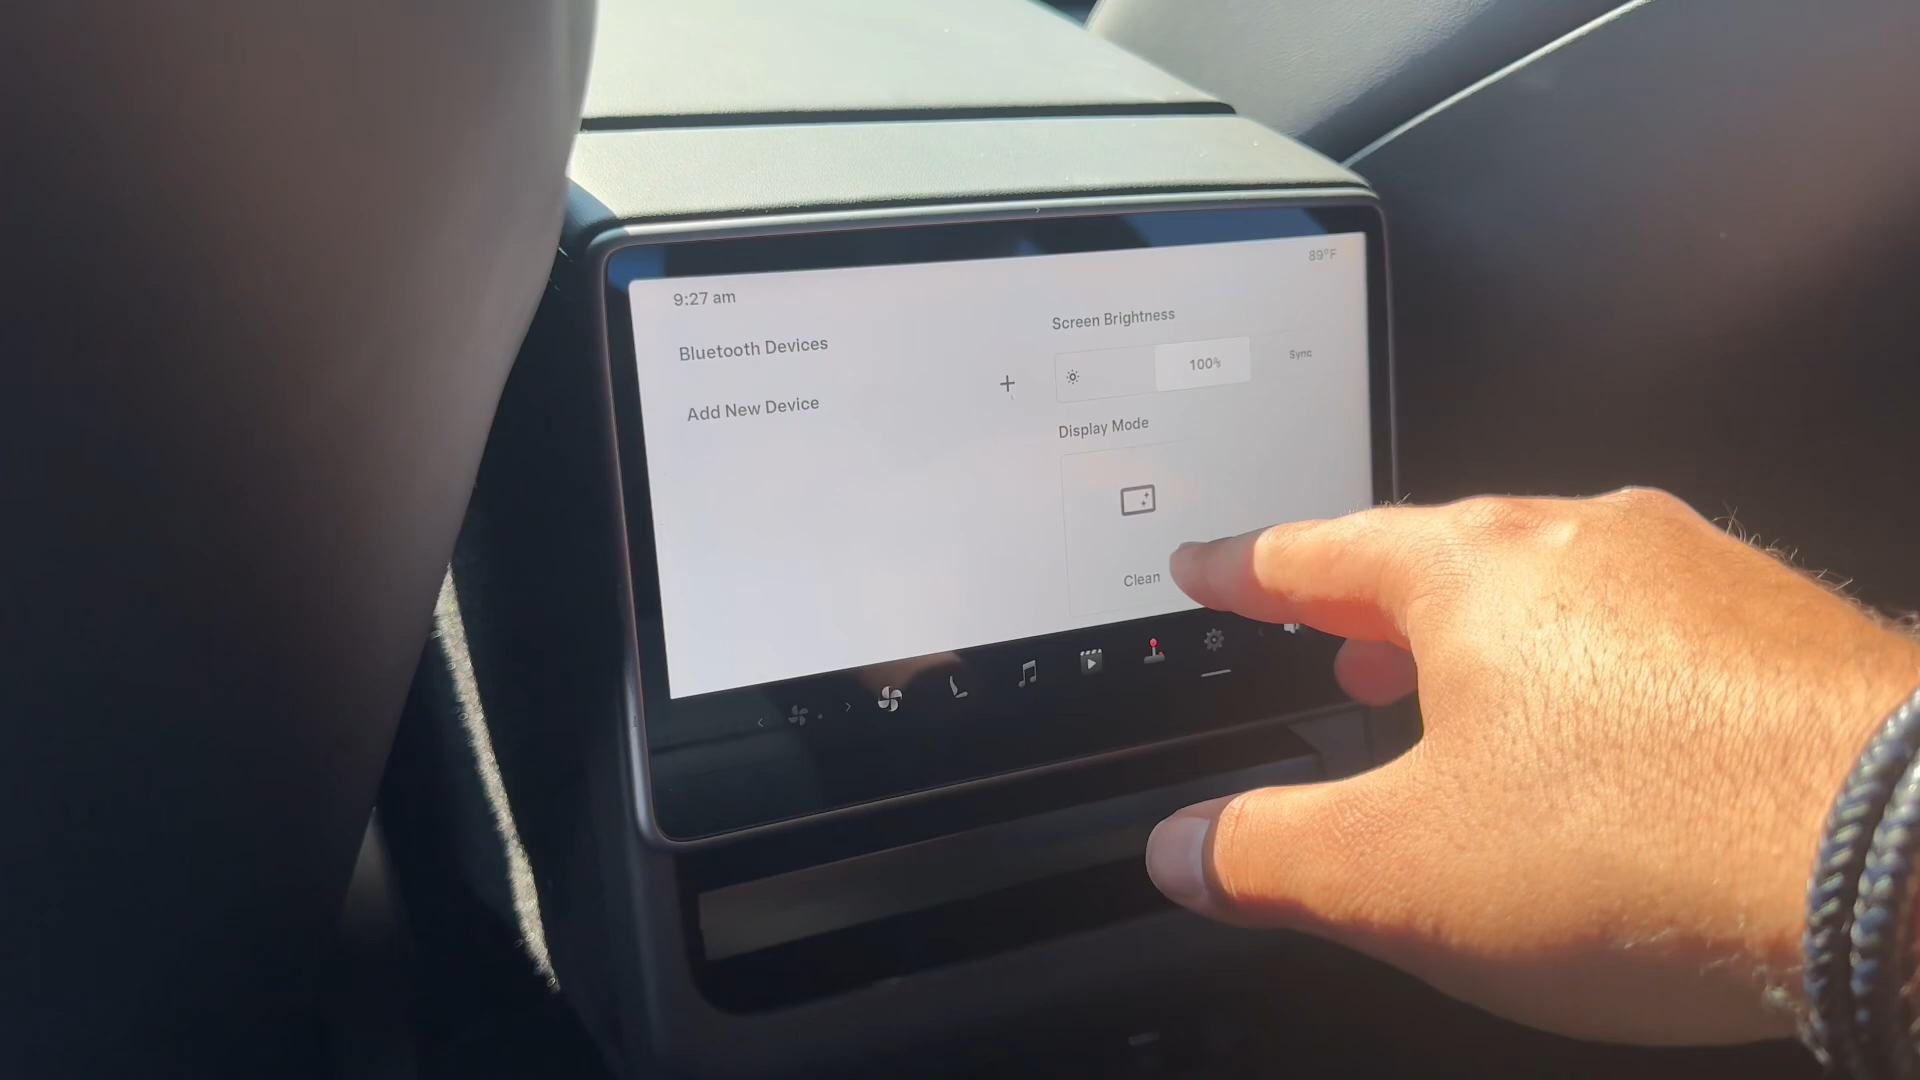 9:27 am
89°F
Bluetooth Devices
Add New Device
Screen Brightness
100%
Sync
Display Mode
Clean